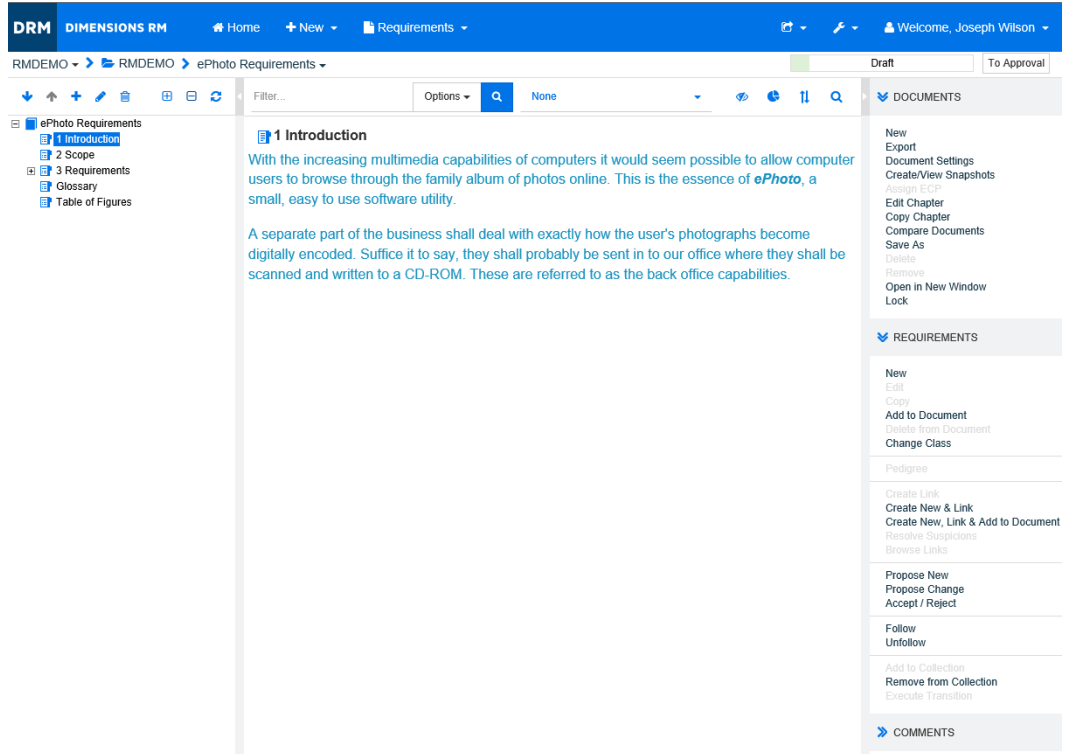 DRM DIMENSIONS RM Home New Requirements Welcome, Joseph Wilson
RMDEMO RMDEMO ePhoto Requirements Draft To Approval
Filter... Options None
ePhoto Requirements
1 Introduction
2 Scope
3 Requirements
Glossary
Table of Figures
1 Introduction
With the increasing multimedia capabilities of computers it would seem possible to allow computer
users to browse through the family album of photos online. This is the essence of ePhoto, a
small, easy to use software utility.
A separate part of the business shall deal with exactly how the user's photographs become
digitally encoded. Suffice it to say, they shall probably be sent in to our office where they shall be
scanned and written to a CD-ROM. These are referred to as the back office capabilities.
DOCUMENTS
New
Export
Document Settings
Create/View Snapshots
Assign ECP
Edit Chapter
Copy Chapter
Compare Documents
Save As
Delete
Remove
Open in New Window
Lock
REQUIREMENTS
New
Edit
Copy
Add to Document
Delete from Document
Change Class
Pedigree
Create Link
Create New & Link
Create New, Link & Add to Document
Resolve Suspicions
Browse Links
Propose New
Propose Change
Accept / Reject
Follow
Unfollow
Add to Collection
Remove from Collection
Execute Transition
COMMENTS